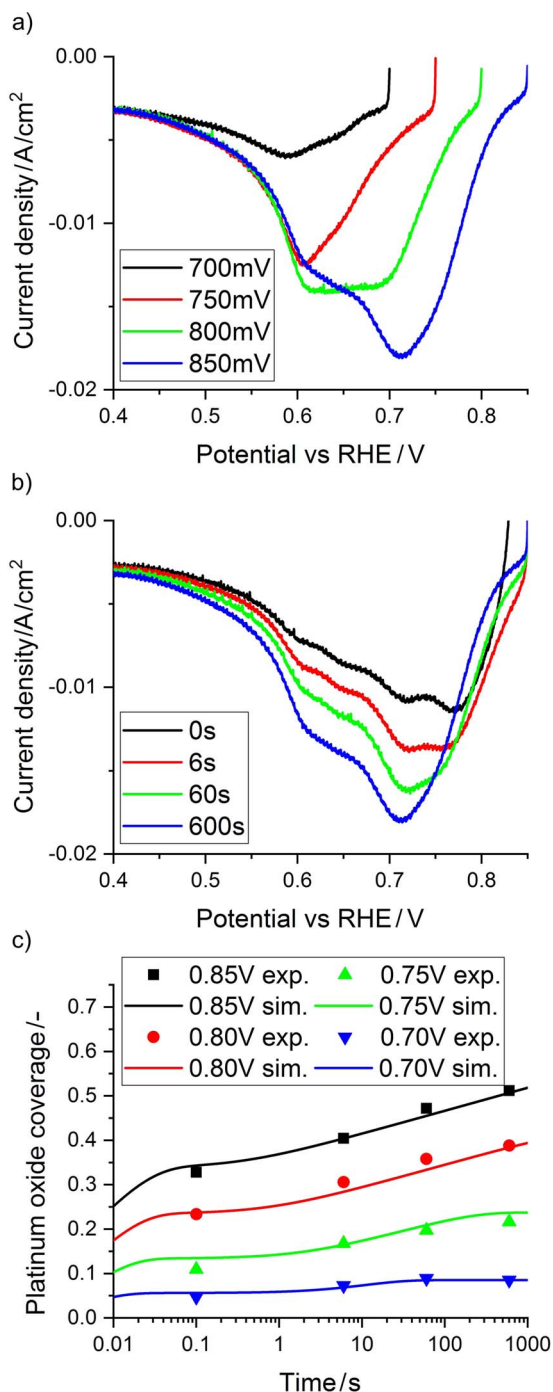 a)
0.00
-0.01
-0.02
Current density/A/cm²
700mV
750mV
800mV
850mV
0.4 0.5 0.6 0.7 0.8
Potential vs RHE/V
b)
0.00
-0.01
-0.02
Current density/A/cm²
0s
6s
60s
600s
0.4 0.5 0.6 0.7 0.8
Potential vs RHE/V
c)
0.85V exp. 0.75V exp.
0.85V sim. 0.75V sim.
0.80V exp. 0.70V exp.
0.80V sim. 0.70V sim.
0.7
0.6
0.5
0.4
0.3
0.2
0.1
0.0
Platinum oxide coverage/-
0.01 0.1 1 10 100 1000
Time/s